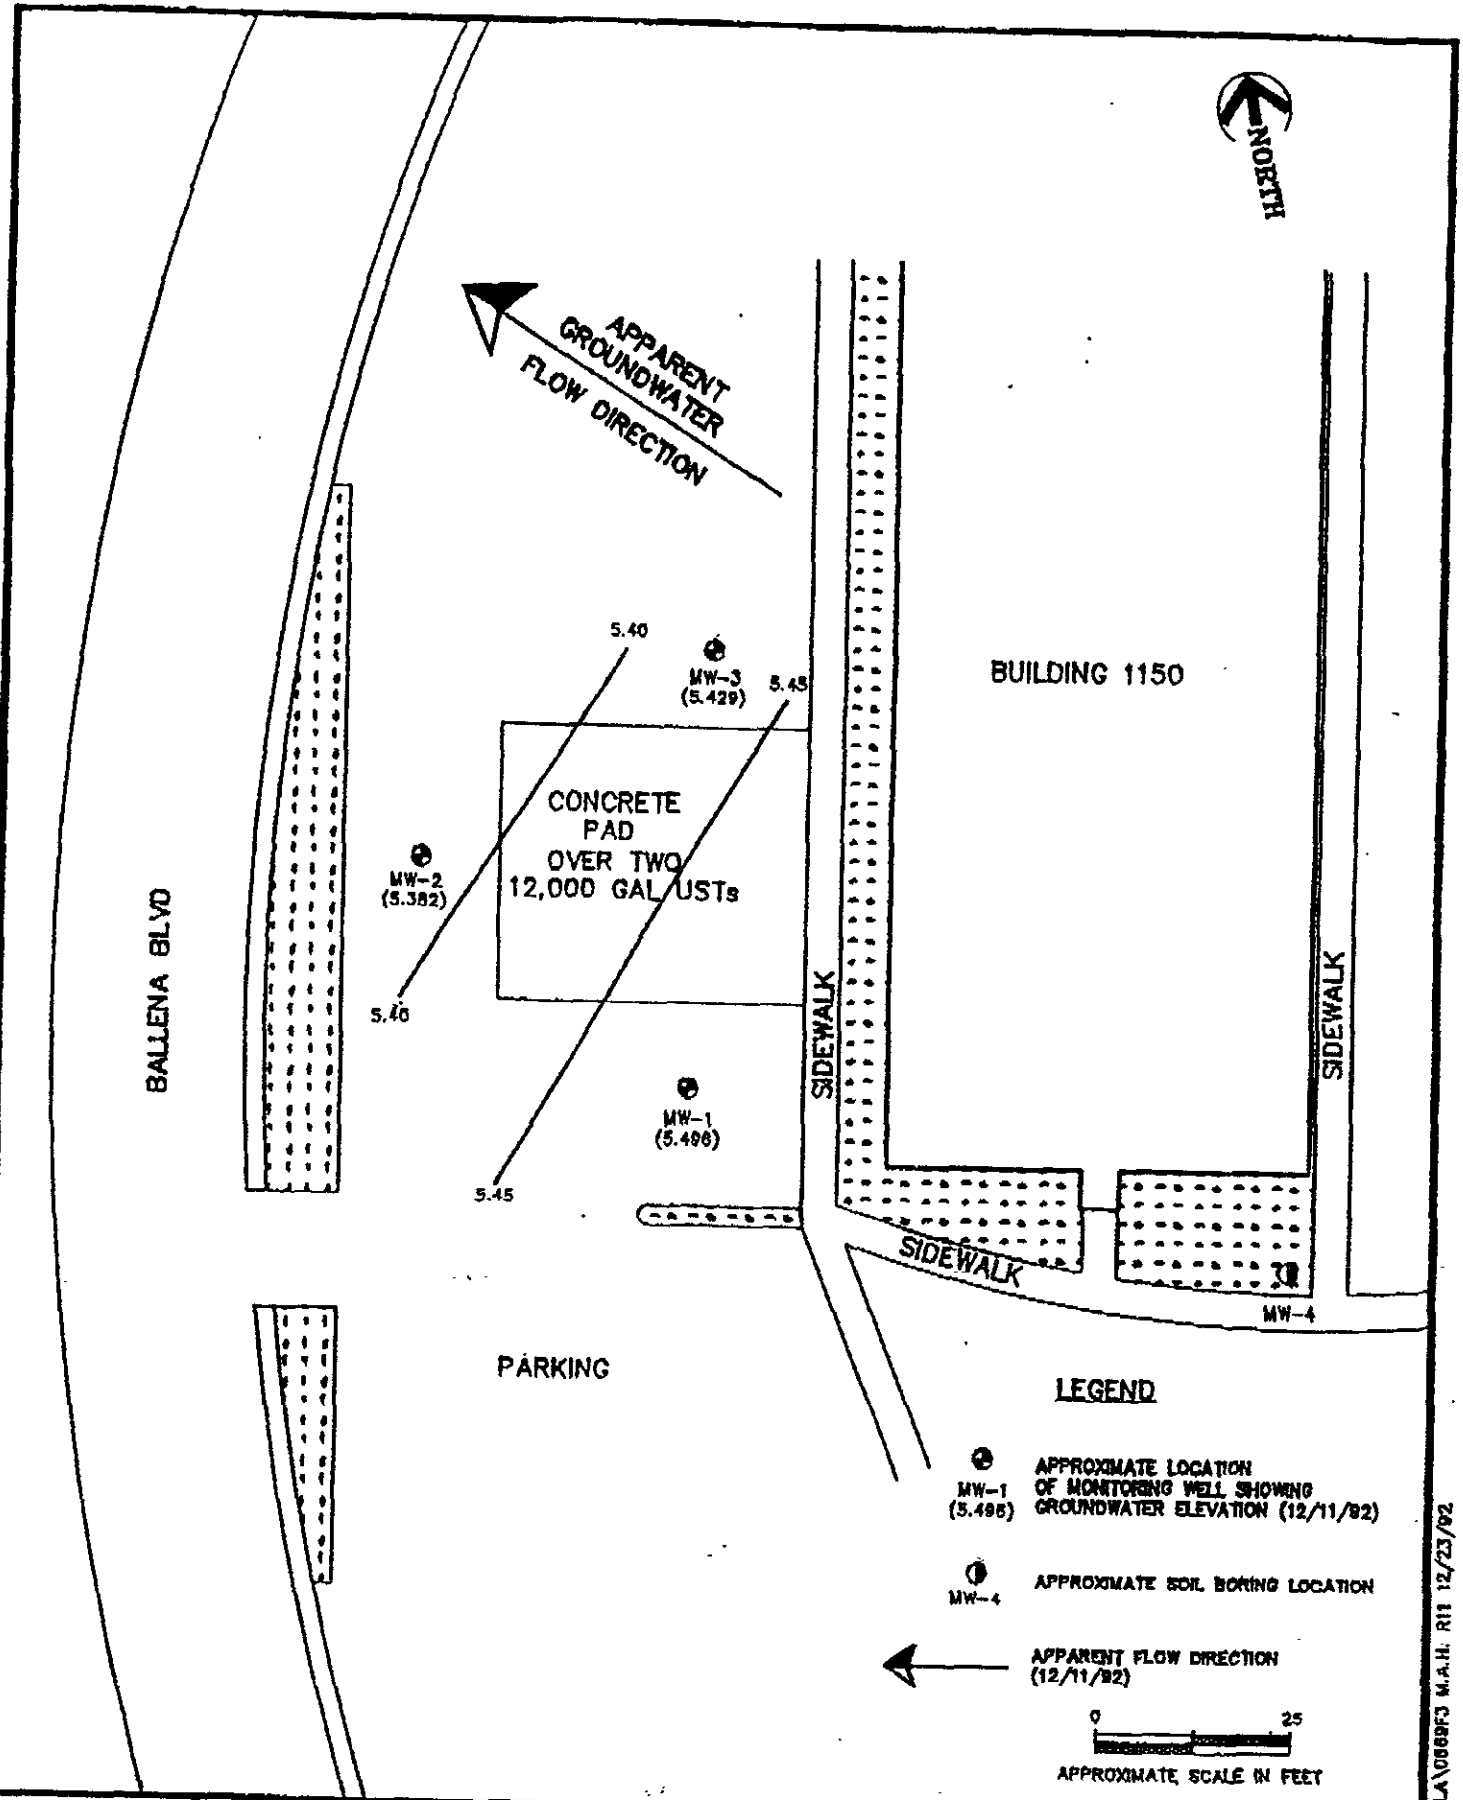 NORTH
APPARENT
GROUNDWATER
FLOW DIRECTION
5.40
MW-3
(5.429)
5.45
BUILDING 1150
CONCRETE
PAD
OVER TWO
12,000 GAL USTs
MW-2
(5.382)
BALLENA BLVD
5.40
SIDEWALK
SIDEWALK
MW-1
(5.496)
5.45
SIDEWALK
MW-4
PARKING
LEGEND
MW-1
(5.496)
APPROXIMATE LOCATION
OF MONITORING WELL SHOWING
GROUNDWATER ELEVATION (12/11/92)
MW-4
APPROXIMATE SOIL BORING LOCATION
APPARENT FLOW DIRECTION
(12/11/92)
0 25
APPROXIMATE SCALE IN FEET
M.A.H. R11 12/23/92